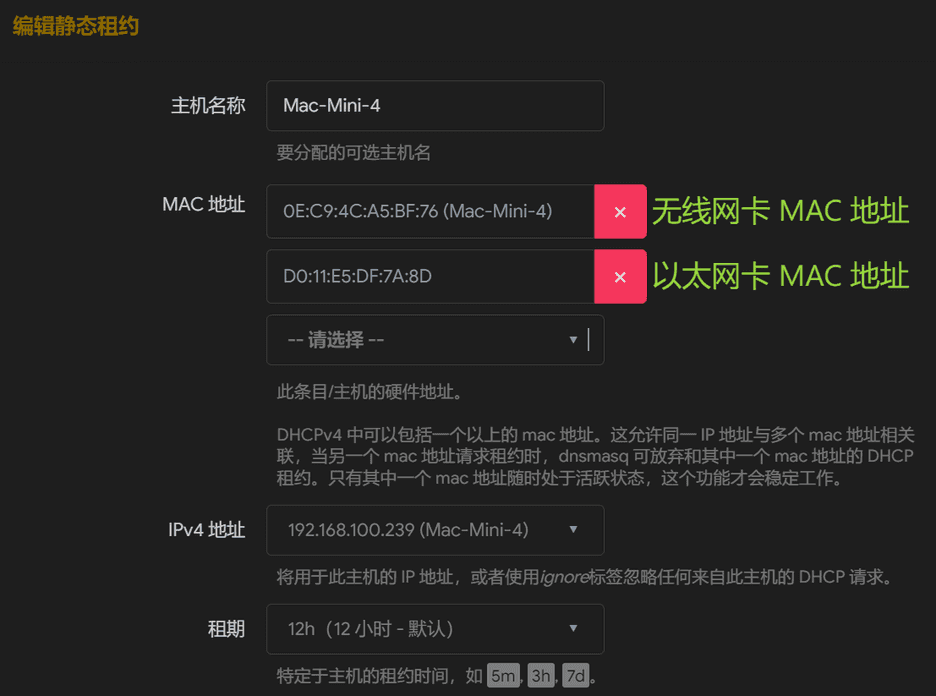 编辑静态租约
主机名称
Mac-Mini-4
要分配的可选主机名
MAC 地址
0E:C9:4C:A5:BF:76 (Mac-Mini-4)
×
无线网卡 MAC 地址
D0:11:E5:DF:7A:8D
×
以太网卡 MAC 地址
-- 请选择 --
此条目/主机的硬件地址。
DHCPv4 中可以包括一个以上的 mac 地址。这允许同一 IP 地址与多个 mac 地址相关
联，当另一个 mac 地址请求租约时，dnsmasq 可放弃和其中一个 mac 地址的 DHCP
租约。只有其中一个 mac 地址随时处于活跃状态，这个功能才会稳定工作。
IPv4 地址
192.168.100.239 (Mac-Mini-4)
将用于此主机的 IP 地址，或者使用ignore标签忽略任何来自此主机的 DHCP 请求。
租期
12h（12 小时 - 默认）
特定于主机的租约时间，如 5m, 3h, 7d。